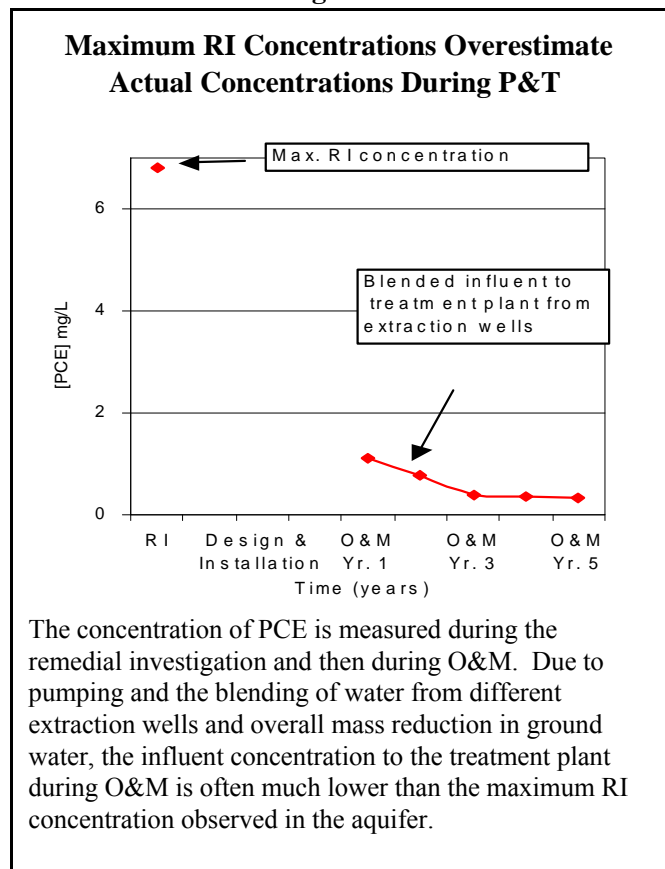 Maximum RI Concentrations Overestimate
Actual Concentrations During P&T
Max. RI concentration
6
Blended influent to
treatment plant from
extraction wells
4
[PCE] mg/L
2
0
RI
Design &
Installation
O&M
Yr. 1
O&M
Yr. 3
O&M
Yr. 5
Time (years)
The concentration of PCE is measured during the
remedial investigation and then during O&M. Due to
pumping and the blending of water from different
extraction wells and overall mass reduction in ground
water, the influent concentration to the treatment plant
during O&M is often much lower than the maximum RI
concentration observed in the aquifer.